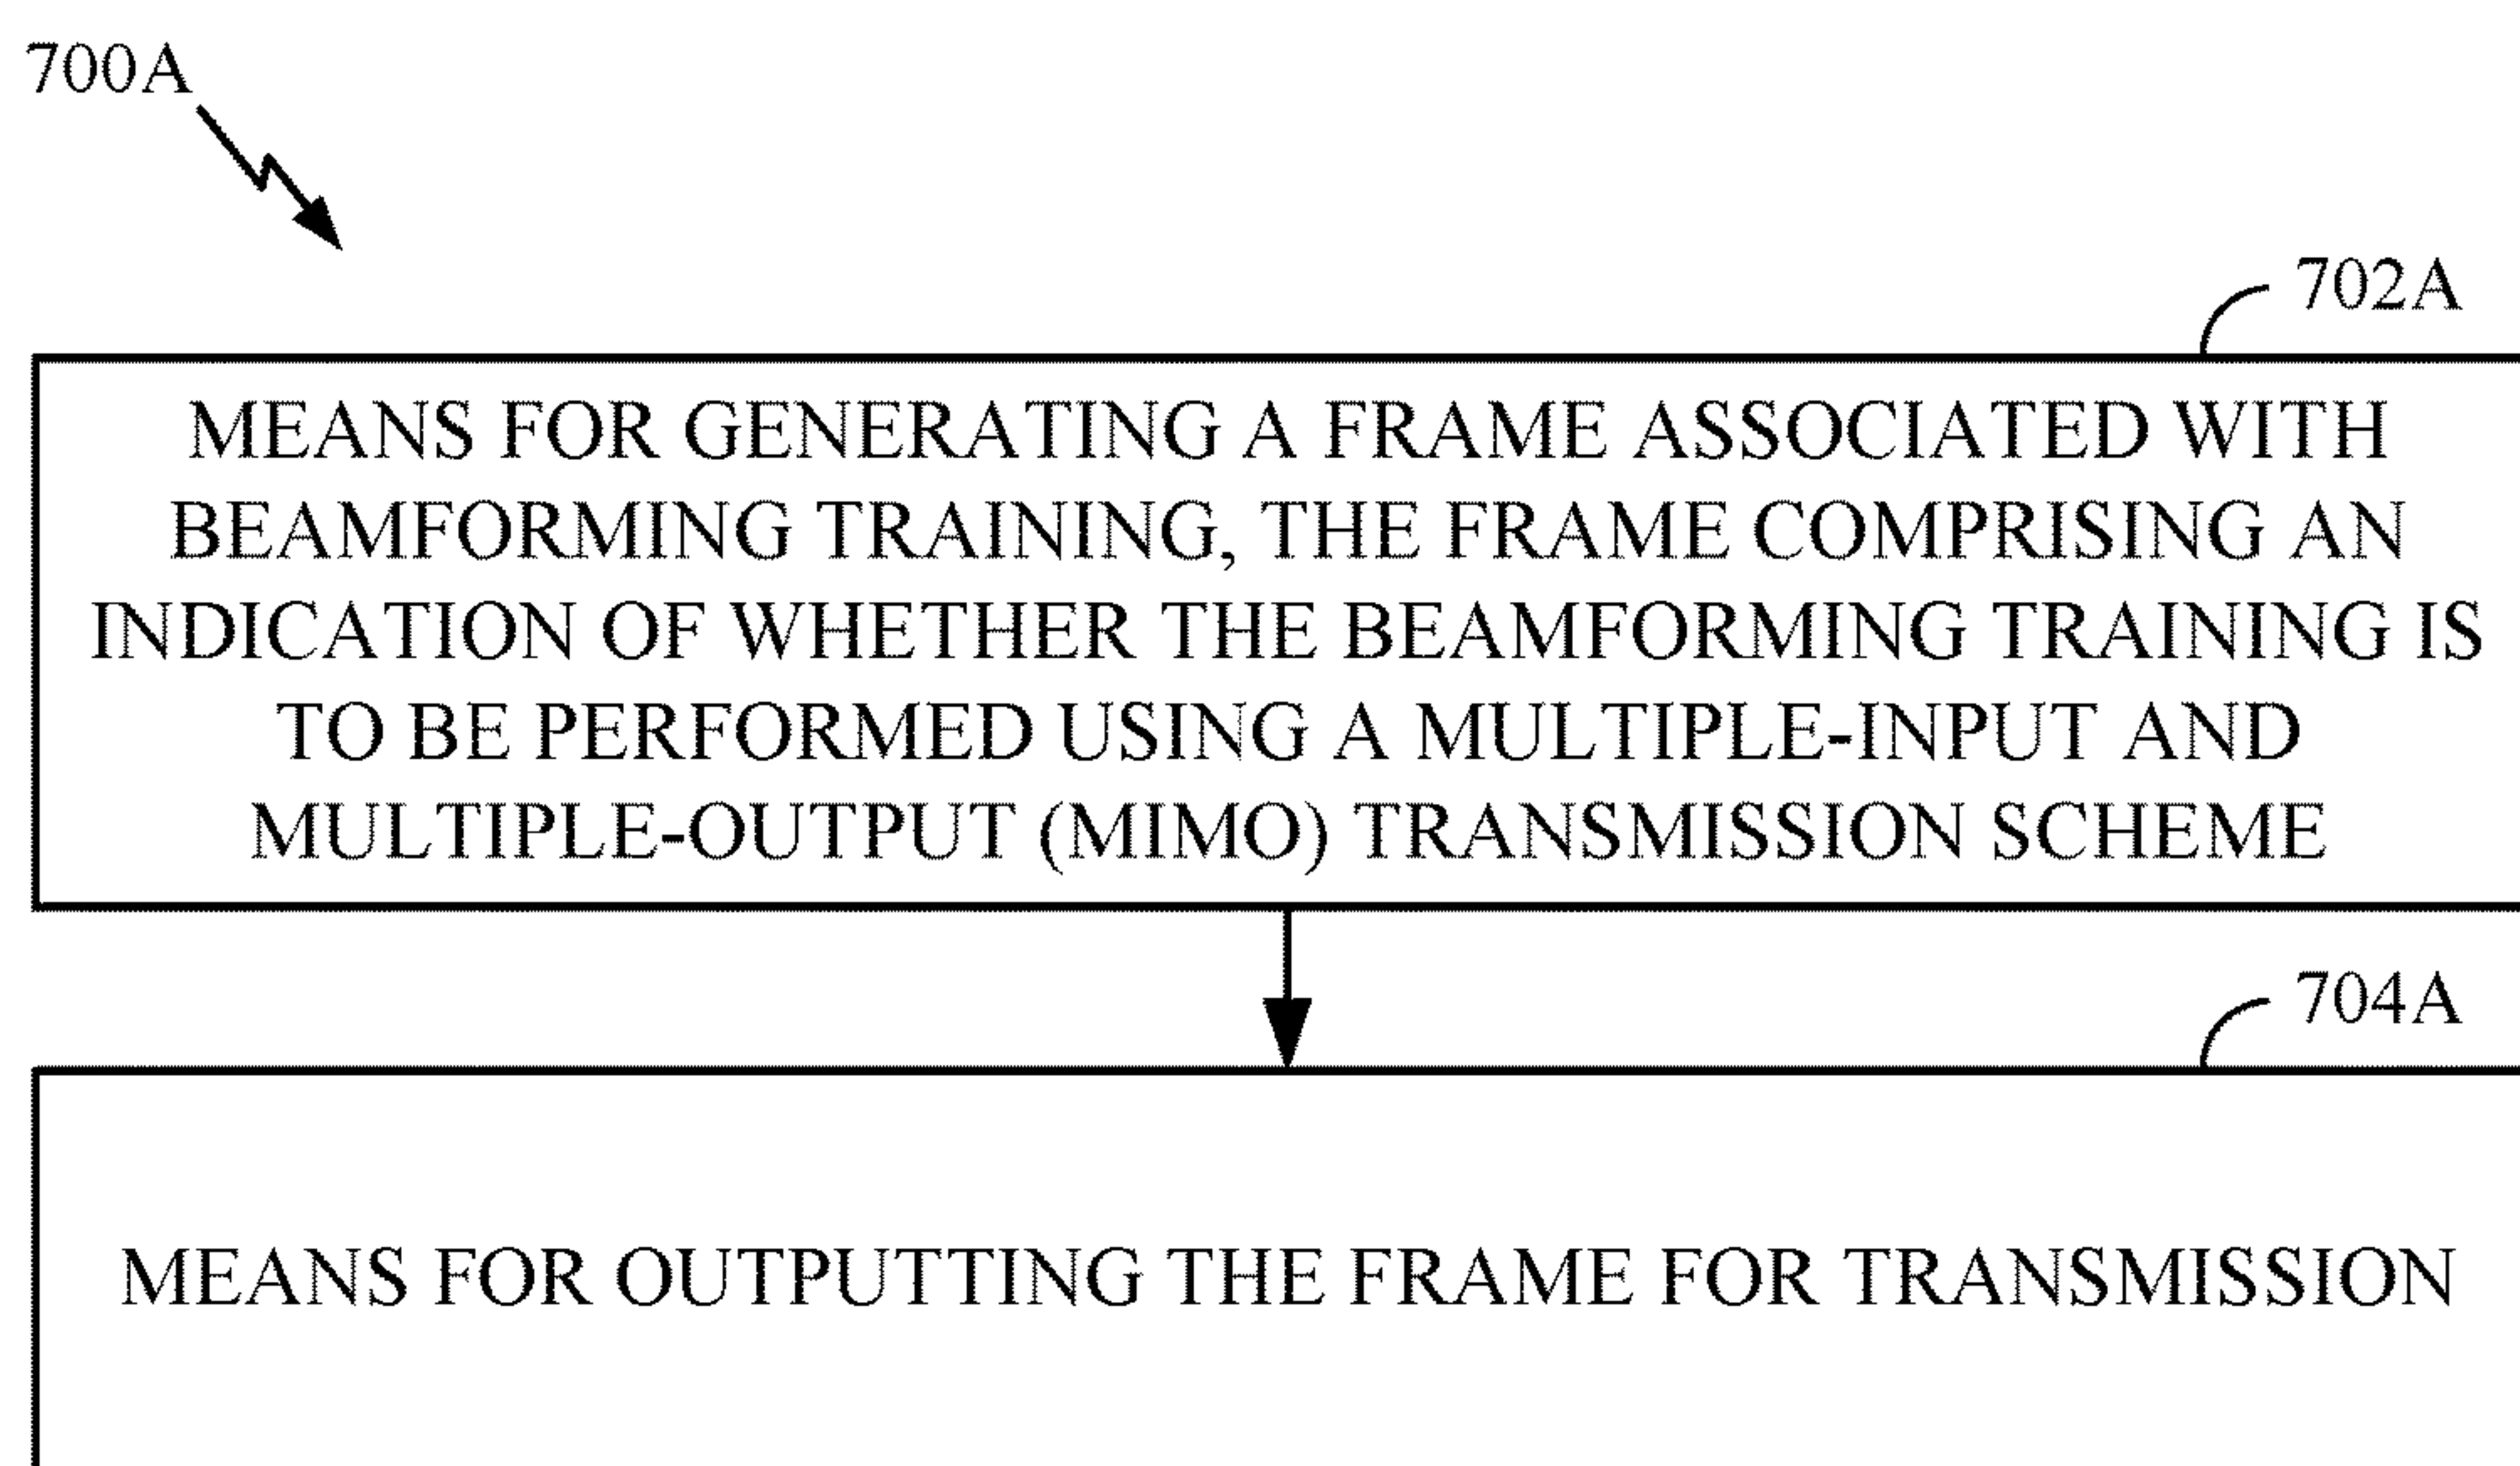 700A
702A
MEANS FOR GENERATING A FRAME ASSOCIATED WITH
BEAMFORMING TRAINING, THE FRAME COMPRISING AN
INDICATION OF WHETHER THE BEAMFORMING TRAINING IS
TO BE PERFORMED USING A MULTIPLE-INPUT AND
MULTIPLE-OUTPUT (MIMO) TRANSMISSION SCHEME
704A
MEANS FOR OUTPUTTING THE FRAME FOR TRANSMISSION